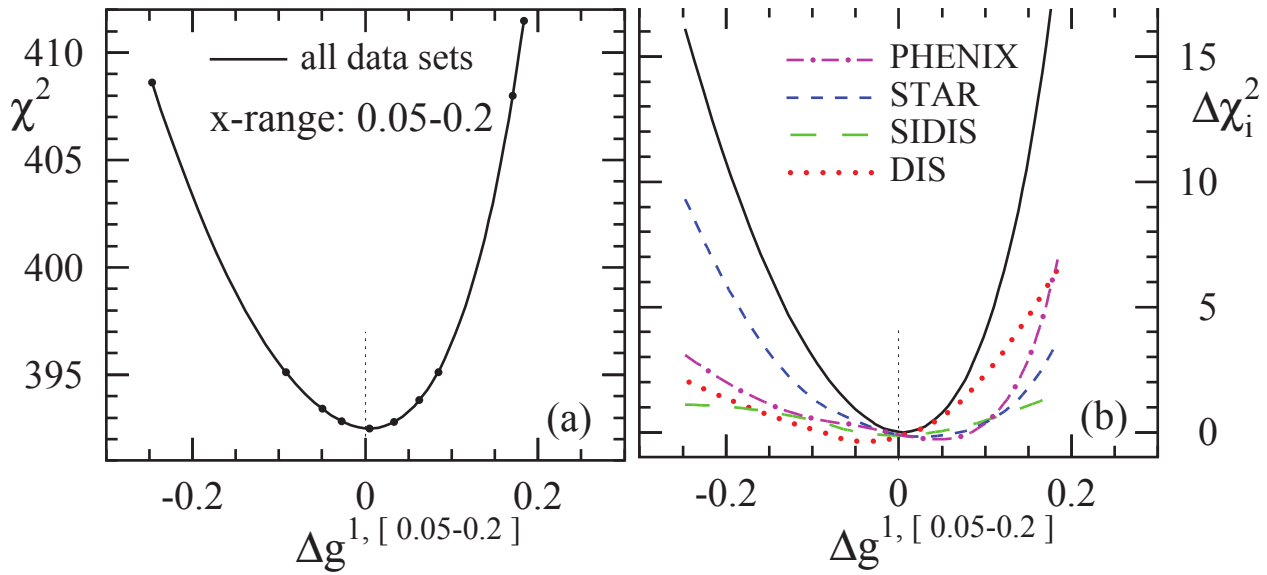 410
405
400
395
χ²
all data sets
x-range: 0.05-0.2
(a)
-0.2
0
0.2
Δg^1, [ 0.05-0.2 ]
PHENIX
STAR
SIDIS
DIS
(b)
15
10
5
0
Δχ_i^2
-0.2
0
0.2
Δg^1, [ 0.05-0.2 ]